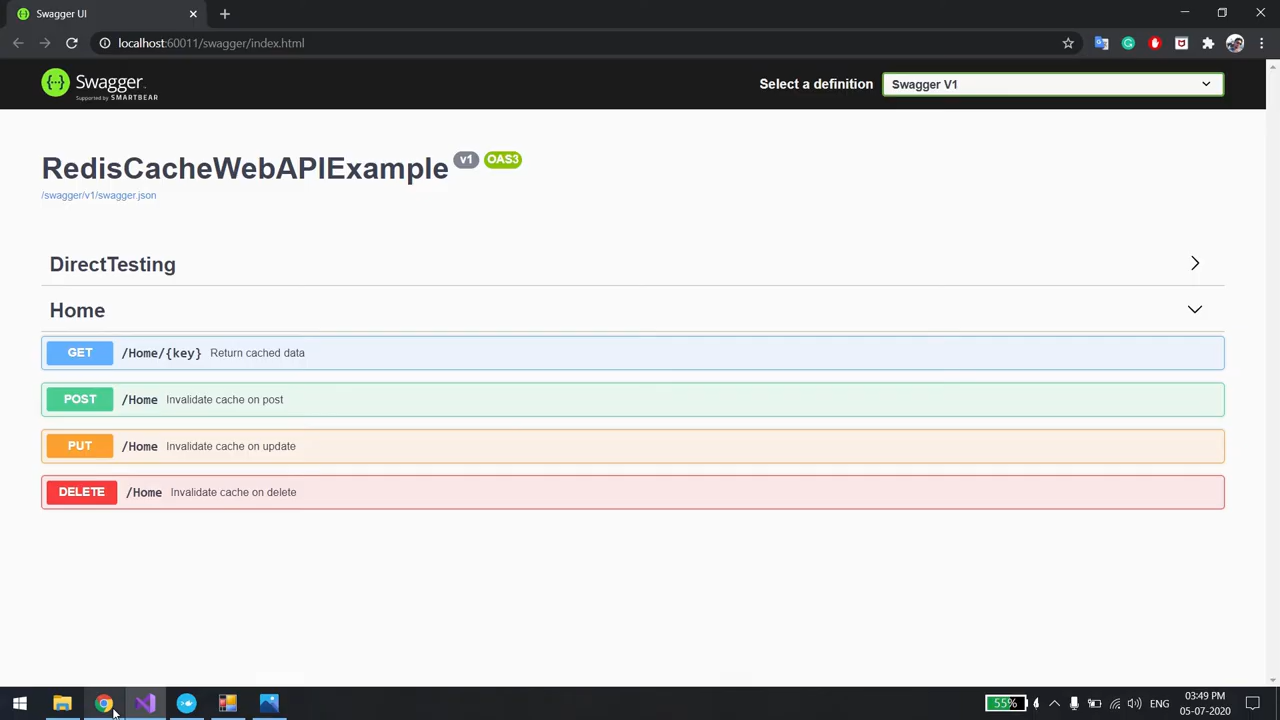 Swagger UI
localhost:60011/swagger/index.html
Swagger.
Supported by SMARTBEAR
Select a definition
Swagger V1
RedisCacheWebAPIExample v1 OAS3
/swagger/v1/swagger.json
DirectTesting
Home
GET /Home/{key} Return cached data
POST /Home Invalidate cache on post
PUT /Home Invalidate cache on update
DELETE /Home Invalidate cache on delete
55%
ENG
03:49 PM
05-07-2020